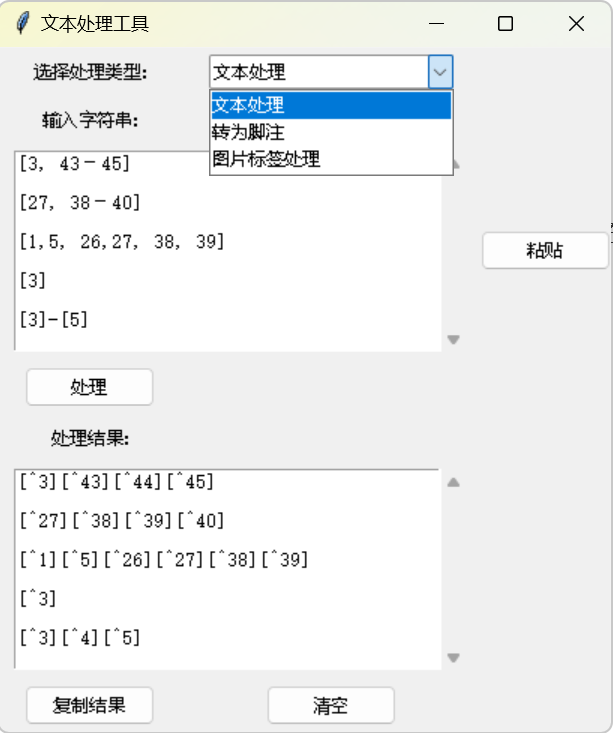 文本处理工具
选择处理类型:
文本处理
文本处理
转为脚注
图片标签处理
输入字符串:
[3, 43－45]
[27, 38－40]
[1,5, 26,27, 38, 39]
[3]
[3]-[5]
粘贴
处理
处理结果:
[^3][^43][^44][^45]
[^27][^38][^39][^40]
[^1][^5][^26][^27][^38][^39]
[^3]
[^3][^4][^5]
复制结果
清空